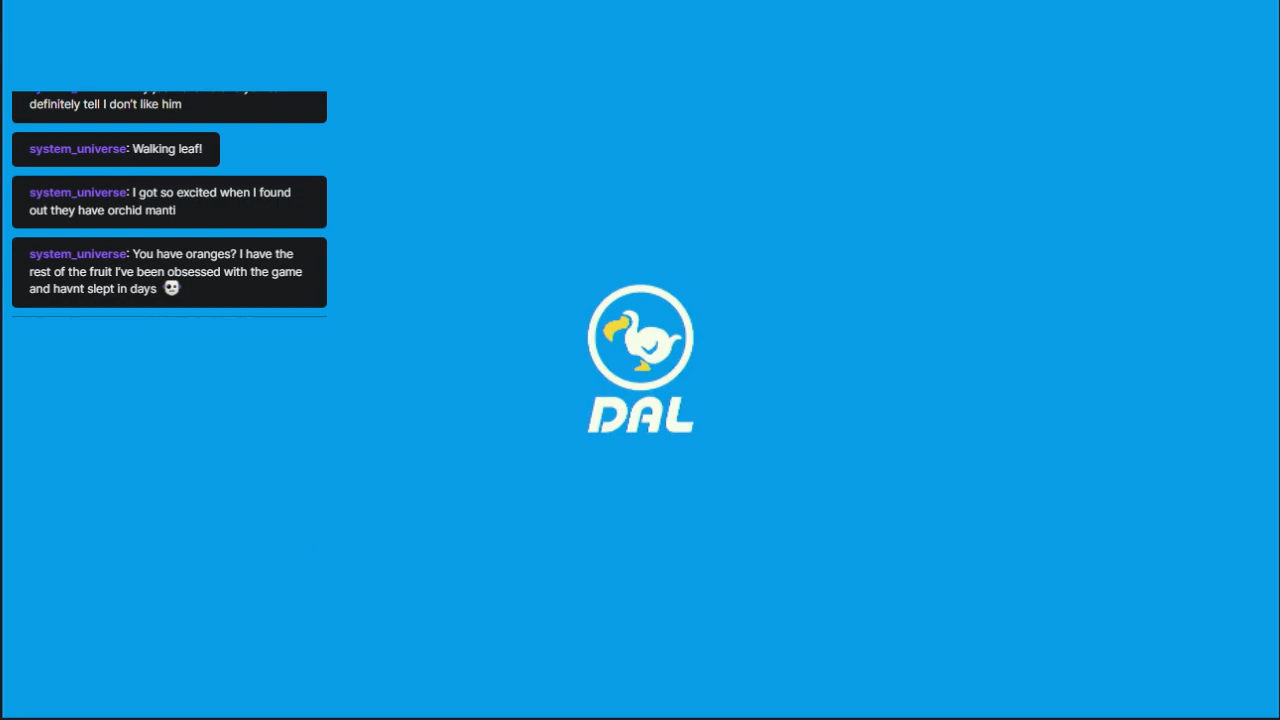 definitely tell I don't like him
system_universe: Walking leaf!
system_universe: I got so excited when I found
out they have orchid manti
system_universe: You have oranges? I have the
rest of the fruit I've been obsessed with the game
and havnt slept in days
DAL